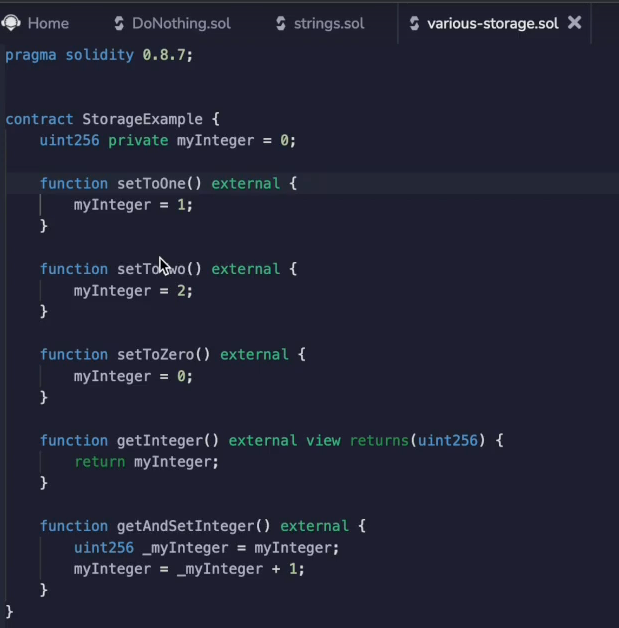 Home DoNothing.sol strings.sol various-storage.sol
pragma solidity 0.8.7;
contract StorageExample {
    uint256 private myInteger = 0;
    function setToOne() external {
        myInteger = 1;
    }
    function setToTwo() external {
        myInteger = 2;
    }
    function setToZero() external {
        myInteger = 0;
    }
    function getInteger() external view returns(uint256) {
        return myInteger;
    }
    function getAndSetInteger() external {
        uint256 _myInteger = myInteger;
        myInteger = _myInteger + 1;
    }
}